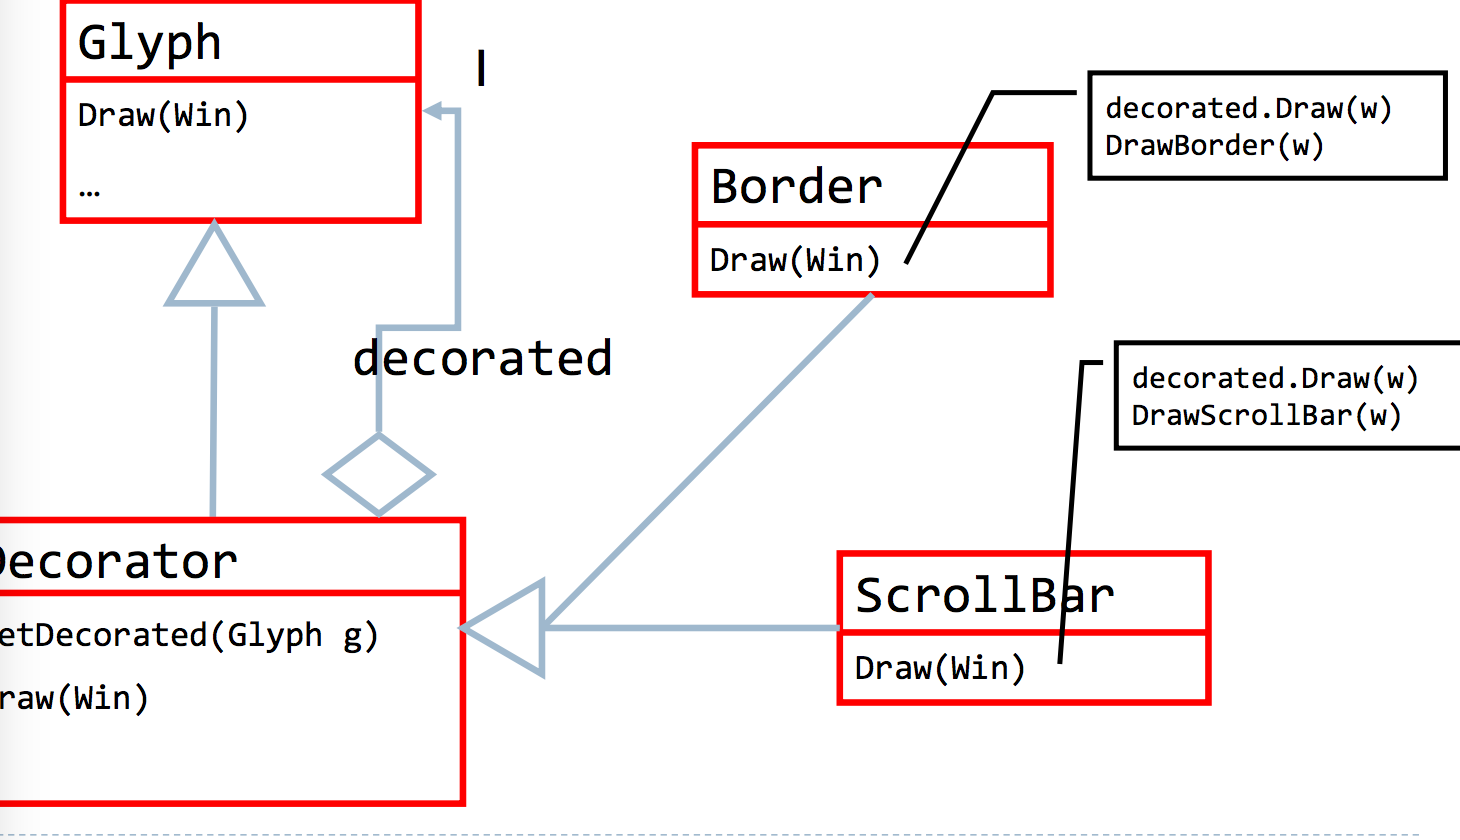 Glyph
Draw(Win)
…
1
decorated
Border
Draw(Win)
decorated.Draw(w)
DrawBorder(w)
decorated.Draw(w)
DrawScrollBar(w)
ScrollBar
Draw(Win)
ecorator
etDecorated(Glyph g)
raw(Win)